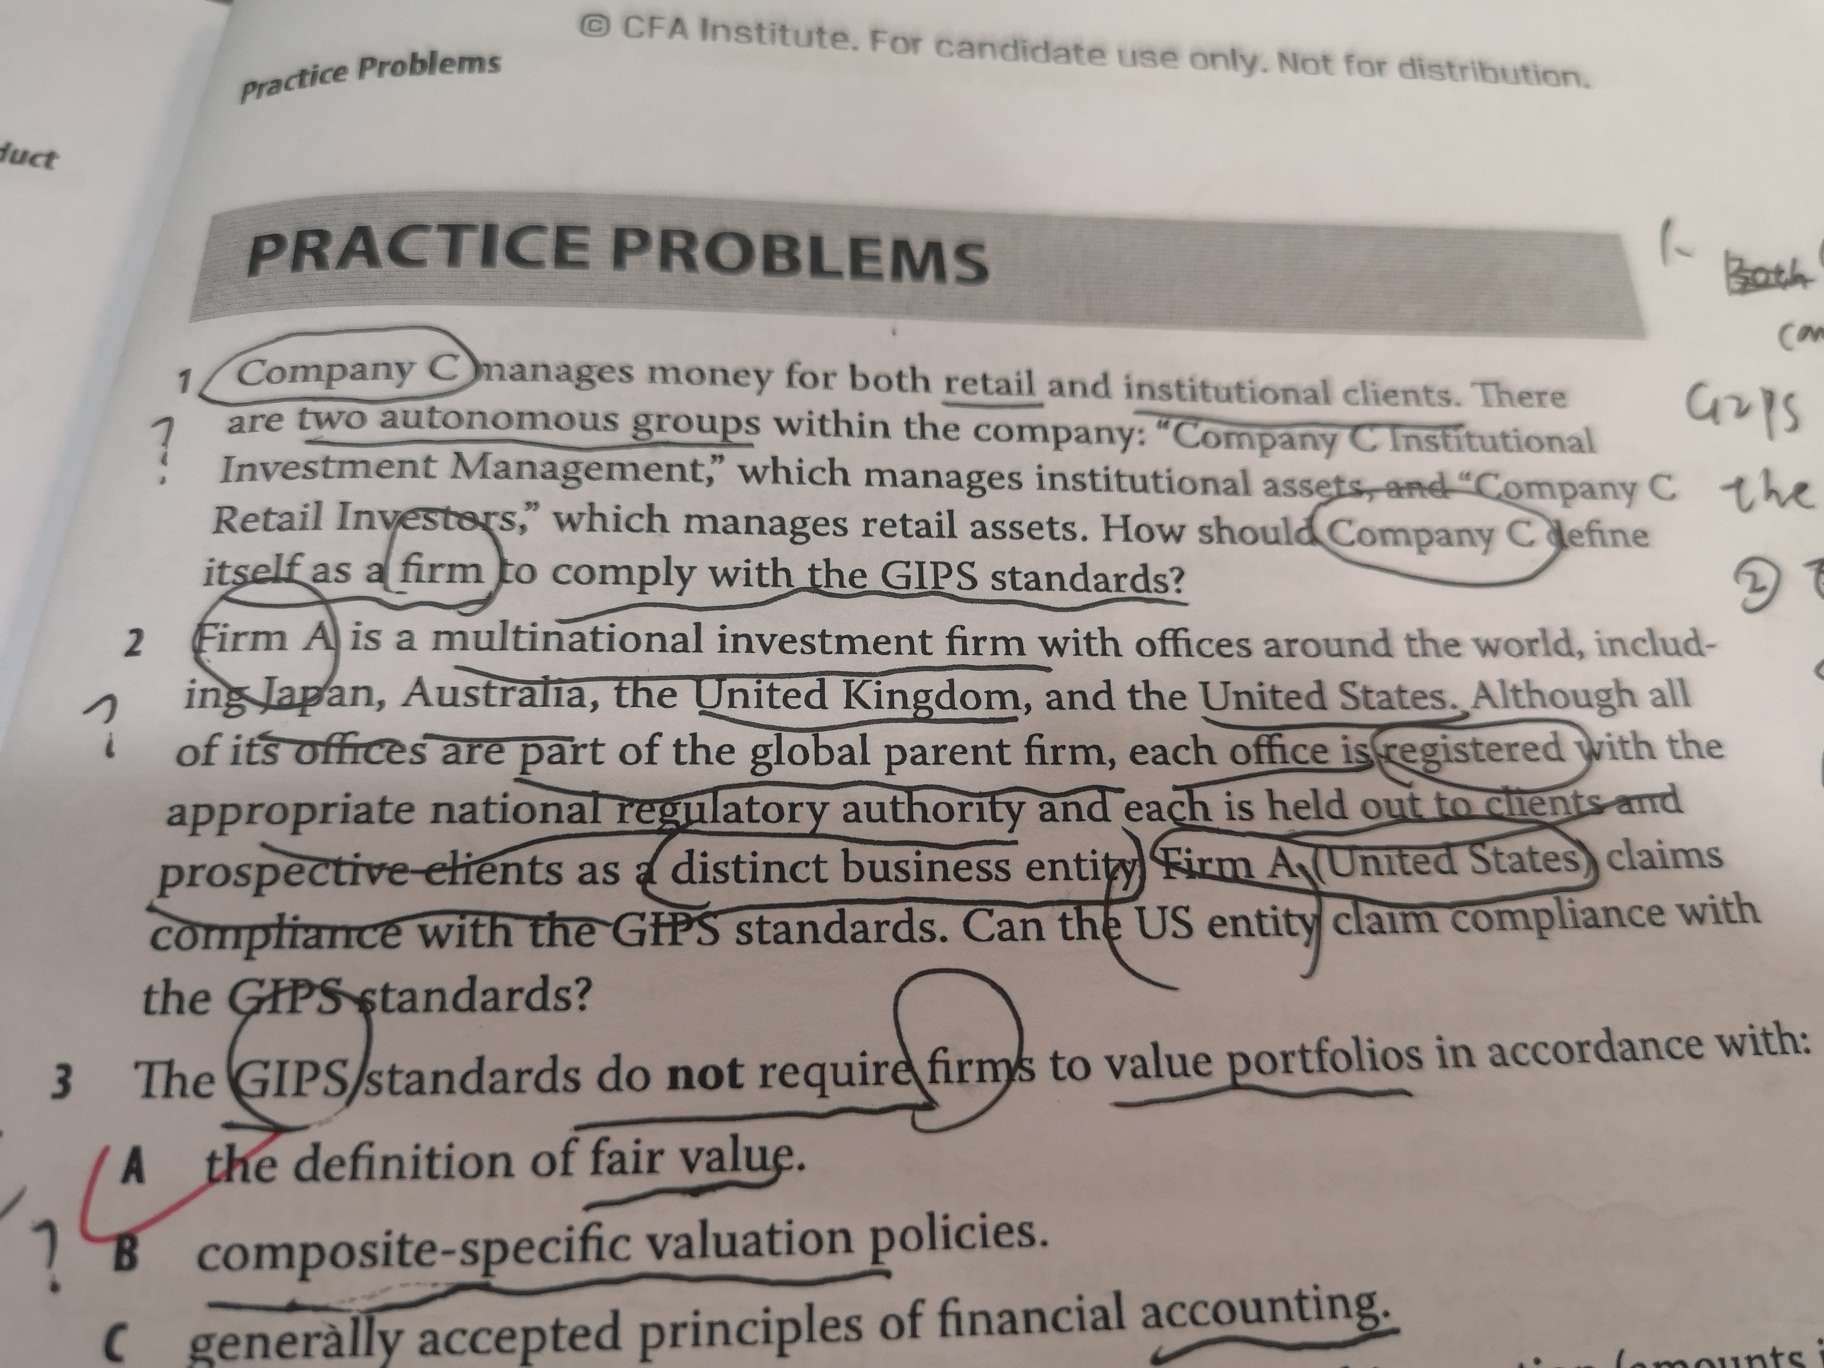 © CFA Institute. For candidate use only. Not for distribution.
Practice Problems
duct
PRACTICE PROBLEMS
1-
Both
1 Company C manages money for both retail and institutional clients. There
are two autonomous groups within the company: “Company C Institutional
Investment Management,” which manages institutional assets, and “Company C
Retail Investors,” which manages retail assets. How should Company C define
itself as a firm to comply with the GIPS standards?
GIPS
the
②
2 Firm A is a multinational investment firm with offices around the world, includ-
ing Japan, Australia, the United Kingdom, and the United States. Although all
of its offices are part of the global parent firm, each office is registered with the
appropriate national regulatory authority and each is held out to clients and
prospective clients as a distinct business entity. Firm A (United States) claims
compliance with the GIPS standards. Can the US entity claim compliance with
the GIPS standards?
3 The GIPS standards do not require firms to value portfolios in accordance with:
A the definition of fair value.
B composite-specific valuation policies.
C generally accepted principles of financial accounting.
?
?
?